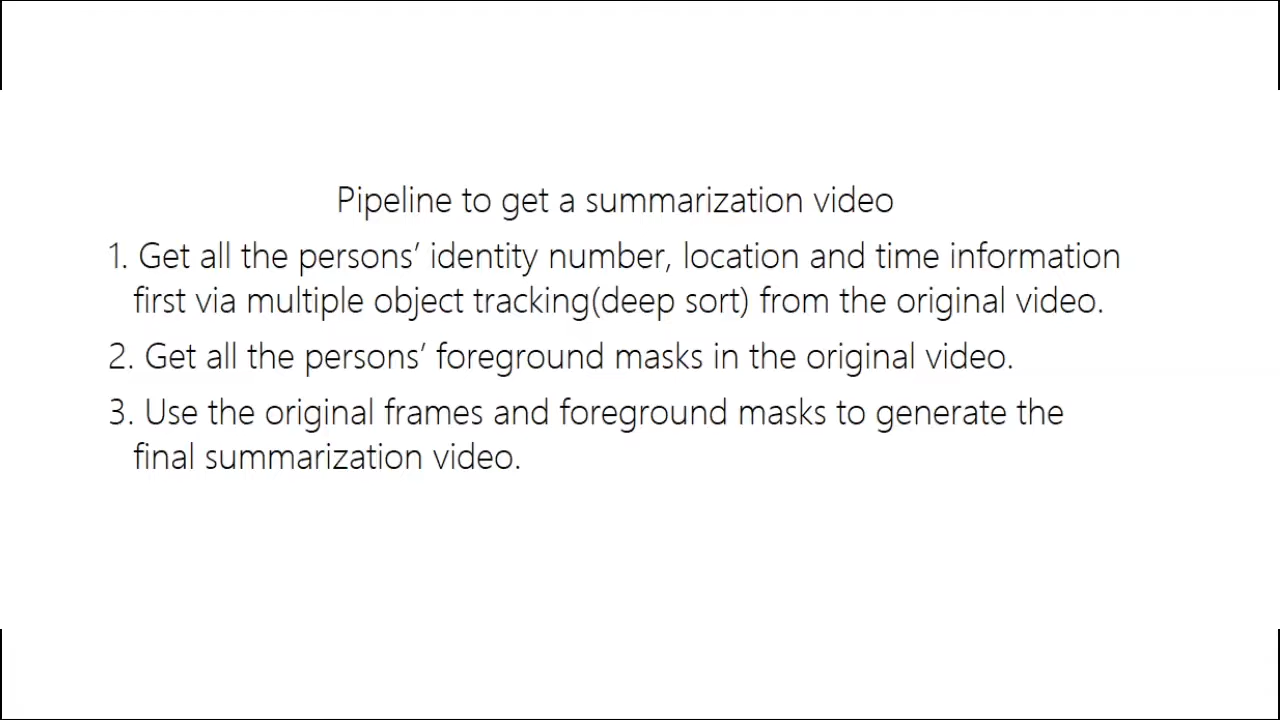 Pipeline to get a summarization video
1. Get all the persons’ identity number, location and time information
first via multiple object tracking(deep sort) from the original video.
2. Get all the persons’ foreground masks in the original video.
3. Use the original frames and foreground masks to generate the
final summarization video.